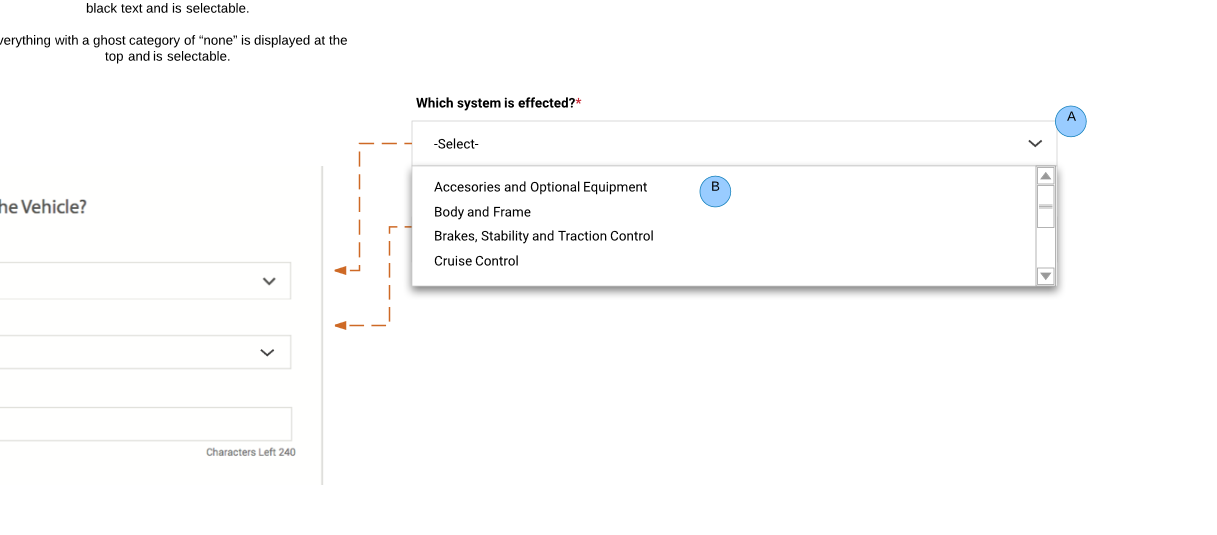 black text and is selectable.
verything with a ghost category of “none” is displayed at the
top and is selectable.
Which system is effected?*
A
-Select-
Accesories and Optional Equipment
B
Body and Frame
Brakes, Stability and Traction Control
Cruise Control
he Vehicle?
Characters Left 240